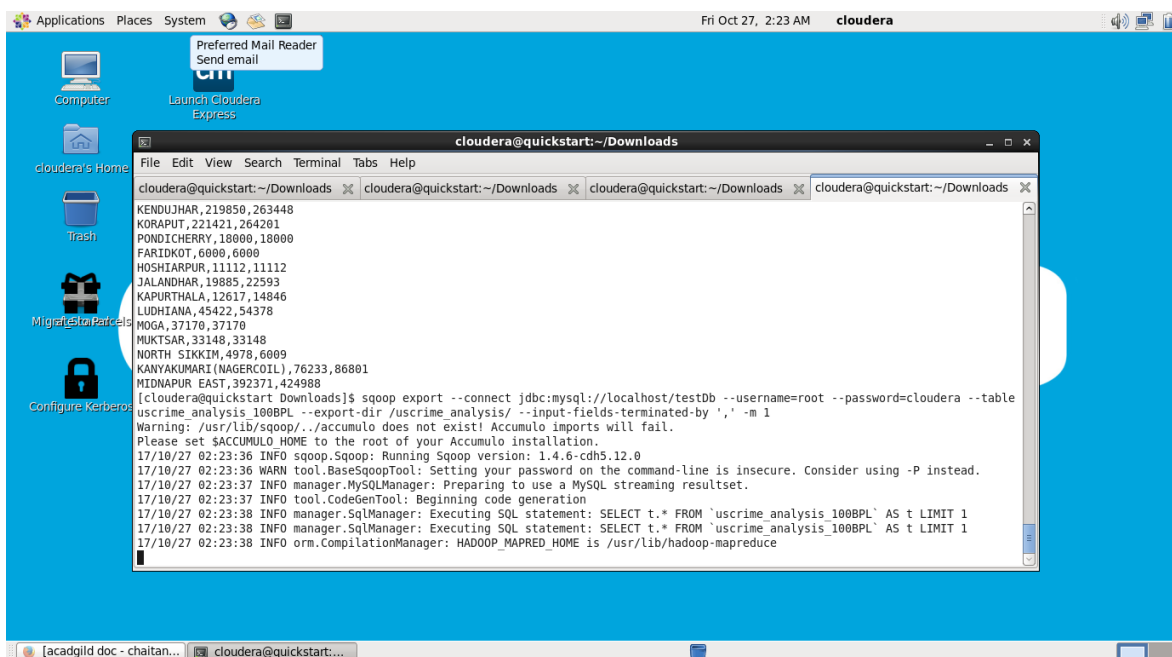 Applications Places System Fri Oct 27, 2:23 AM cloudera
Preferred Mail Reader
Send email
cm
Computer
Launch Cloudera
Express
cloudera's Home
Trash
Configure Kerberos
cloudera@quickstart:~/Downloads
File Edit View Search Terminal Tabs Help
cloudera@quickstart:~/Downloads cloudera@quickstart:~/Downloads cloudera@quickstart:~/Downloads cloudera@quickstart:~/Downloads
KENDUJHAR,219850,263448
KORAPUT,221421,264201
PONDICHERRY,18000,18000
FARIDKOT,6000,6000
HOSHIARPUR,11112,11112
JALANDHAR,19885,22593
KAPURTHALA,12617,14846
LUDHIANA,45422,54378
MOGA,37170,37170
MUKTSAR,33148,33148
NORTH SIKKIM,4978,6009
KANYAKUMARI(NAGERCOIL),76233,86801
MIDNAPUR EAST,392371,424988
[cloudera@quickstart Downloads]$ sqoop export --connect jdbc:mysql://localhost/testDb --username=root --password=cloudera --table
uscrime_analysis_100BPL --export-dir /uscrime_analysis/ --input-fields-terminated-by ',' -m 1
Warning: /usr/lib/sqoop/../accumulo does not exist! Accumulo imports will fail.
Please set $ACCUMULO_HOME to the root of your Accumulo installation.
17/10/27 02:23:36 INFO sqoop.Sqoop: Running Sqoop version: 1.4.6-cdh5.12.0
17/10/27 02:23:36 WARN tool.BaseSqoopTool: Setting your password on the command-line is insecure. Consider using -P instead.
17/10/27 02:23:37 INFO manager.MySQLManager: Preparing to use a MySQL streaming resultset.
17/10/27 02:23:37 INFO tool.CodeGenTool: Beginning code generation
17/10/27 02:23:38 INFO manager.SqlManager: Executing SQL statement: SELECT t.* FROM `uscrime_analysis_100BPL` AS t LIMIT 1
17/10/27 02:23:38 INFO manager.SqlManager: Executing SQL statement: SELECT t.* FROM `uscrime_analysis_100BPL` AS t LIMIT 1
17/10/27 02:23:38 INFO orm.CompilationManager: HADOOP_MAPRED_HOME is /usr/lib/hadoop-mapreduce
[acadgild doc - chaitan... cloudera@quickstart:...